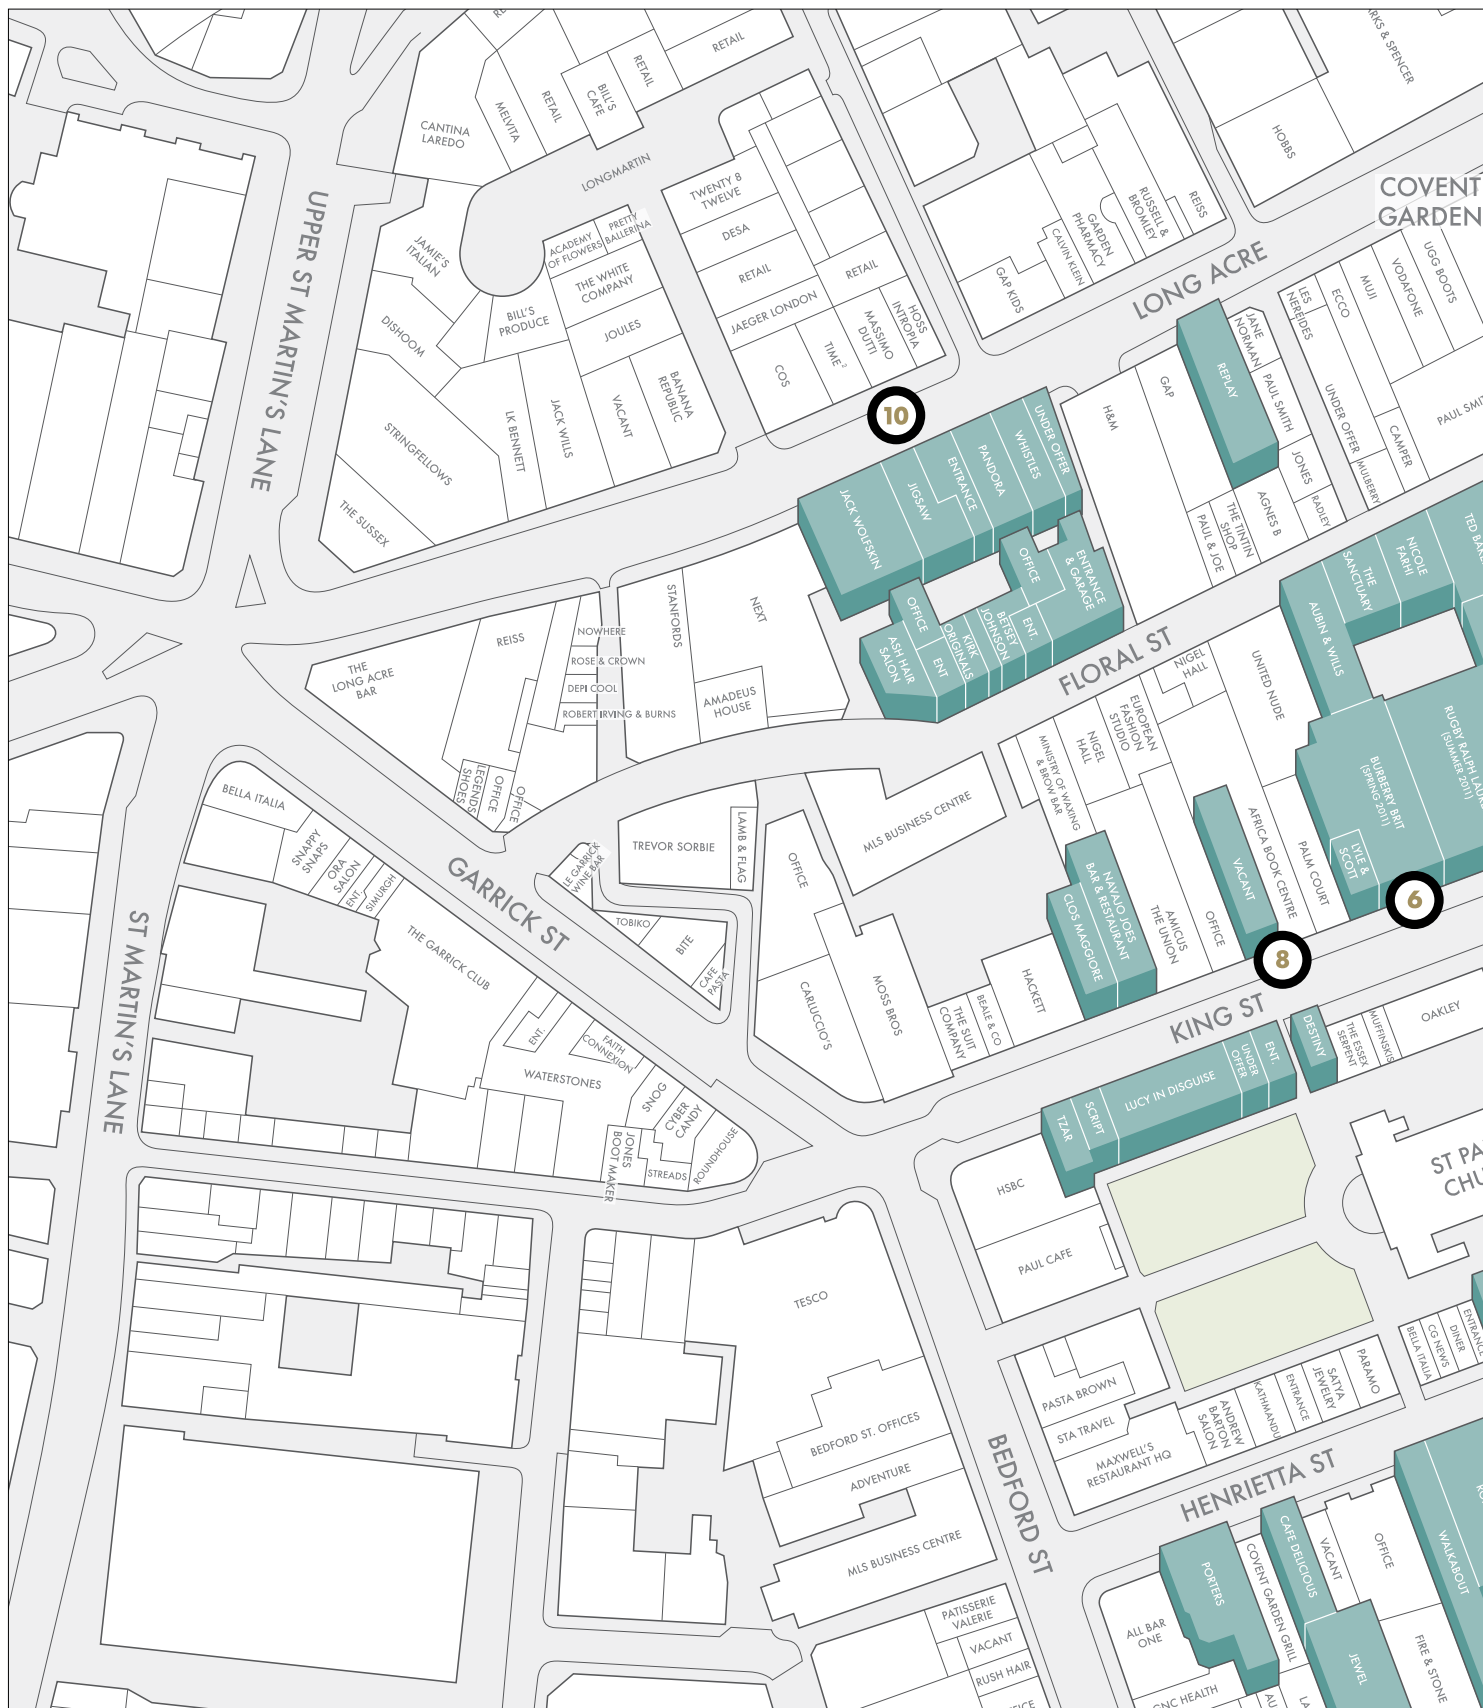 RETAIL
RETAIL
BILL'S
CAFE
RETAIL
MELVITA
CANTINA
LAREDO
LONGMARTIN
KS & SPENCER
HOBBS
COVENT
GARDEN
UPPER ST MARTIN'S LANE
JAMIE'S
ITALIAN
ACADEMY
OF FLOWERS
PRETTY
BALLERINA
THE WHITE
COMPANY
BILL'S
PRODUCE
JOULES
DISHOOM
STRINGFELLOWS
THE SUSSEX
LK BENNETT
JACK WILLS
VACANT
BANANA
REPUBLIC
TWENTY 8
TWELVE
DESA
RETAIL
RETAIL
JAEGER LONDON
COS
TIME²
MASSIMO
DUTTI
HOSS
INTROPIA
GAP KIDS
CALVIN KLEIN
GARDEN
PHARMACY
RUSSELL &
BROMLEY
REISS
LONG ACRE
LES
NEREIDES
ECCO
MUJI
VODAFONE
UGG BOOTS
JANE
NORMAN
PAUL SMITH
JONES
RADLEY
UNDER OFFER
MULBERRY
CAMPER
PAUL SMIT
REPLAY
GAP
H&M
PAUL & JOE
THE TINTIN
SHOP
AGNES B
10
JACK WOLFSKIN
JIGSAW
ENTRANCE
PANDORA
WHISTLES
UNDER OFFER
OFFICE
ENTRANCE
& GARAGE
OFFICE
ASH HAIR
SALON
ENT
KIRK
ORIGINALS
BETSEY
JOHNSON
ENT.
FLORAL ST
THE
SANCTUARY
NICOLE
FARHI
TED BA
AUBIN & WILLS
STANFORDS
NEXT
AMADEUS
HOUSE
REISS
THE
LONG ACRE
BAR
NOWHERE
ROSE & CROWN
DEPI COOL
ROBERT IRVING & BURNS
LEGENDS
SHOES
OFFICE
OFFICE
NIGEL
HALL
UNITED NUDE
EUROPEAN
FASHION
STUDIO
NIGEL
HALL
MINISTRY OF WAXING
& BROW BAR
RUGBY RALPH LAU
(SUMMER 2011)
BURBERRY BRIT
(SPRING 2011)
LYLE &
SCOTT
BELLA ITALIA
SNAPPY
SNAPS
ORA
SALON
ENT.
SIMURGH
GARRICK ST
LE GARRICK
WINE BAR
TREVOR SORBIE
LAMB & FLAG
MLS BUSINESS CENTRE
OFFICE
NAVAJO JOES
BAR & RESTAURANT
CLOS MAGGIORE
VACANT
AFRICA BOOK CENTRE
PALM COURT
AMICUS
THE UNION
OFFICE
6
8
THE GARRICK CLUB
TOBIKO
BITE
CAFE
PASTA
CARLUCCIO'S
MOSS BROS
THE SUIT
COMPANY
BEALE & CO
HACKETT
KING ST
DESTINY
THE ESSEX
SERPENT
MUFFINSKIS
OAKLEY
ST MARTIN'S LANE
ENT.
FAITH
CONNEXION
WATERSTONES
SNOG
CYBER
CANDY
JONES
BOOT MAKER
STREADS
ROUNDHOUSE
TZAR
SCRIPT
LUCY IN DISGUISE
UNDER
OFFER
ENT.
HSBC
PAUL CAFE
ST PA
CHU
TESCO
BELLA ITALIA
CG NEWS
DINER
ENTRANCE
PASTA BROWN
STA TRAVEL
MAXWELL'S
RESTAURANT HQ
ANDREW
BARTON
SALON
KATHMANDU
ENTRANCE
SATYA
JEWELRY
PARAMO
BEDFORD ST. OFFICES
ADVENTURE
MLS BUSINESS CENTRE
BEDFORD ST
HENRIETTA ST
PATISSERIE
VALERIE
VACANT
RUSH HAIR
ALL BAR
ONE
GNC HEALTH
PORTERS
COVENT GARDEN GRILL
CAFE DELICIOUS
VACANT
OFFICE
WALKABOUT
JEWEL
FIRE & STONE